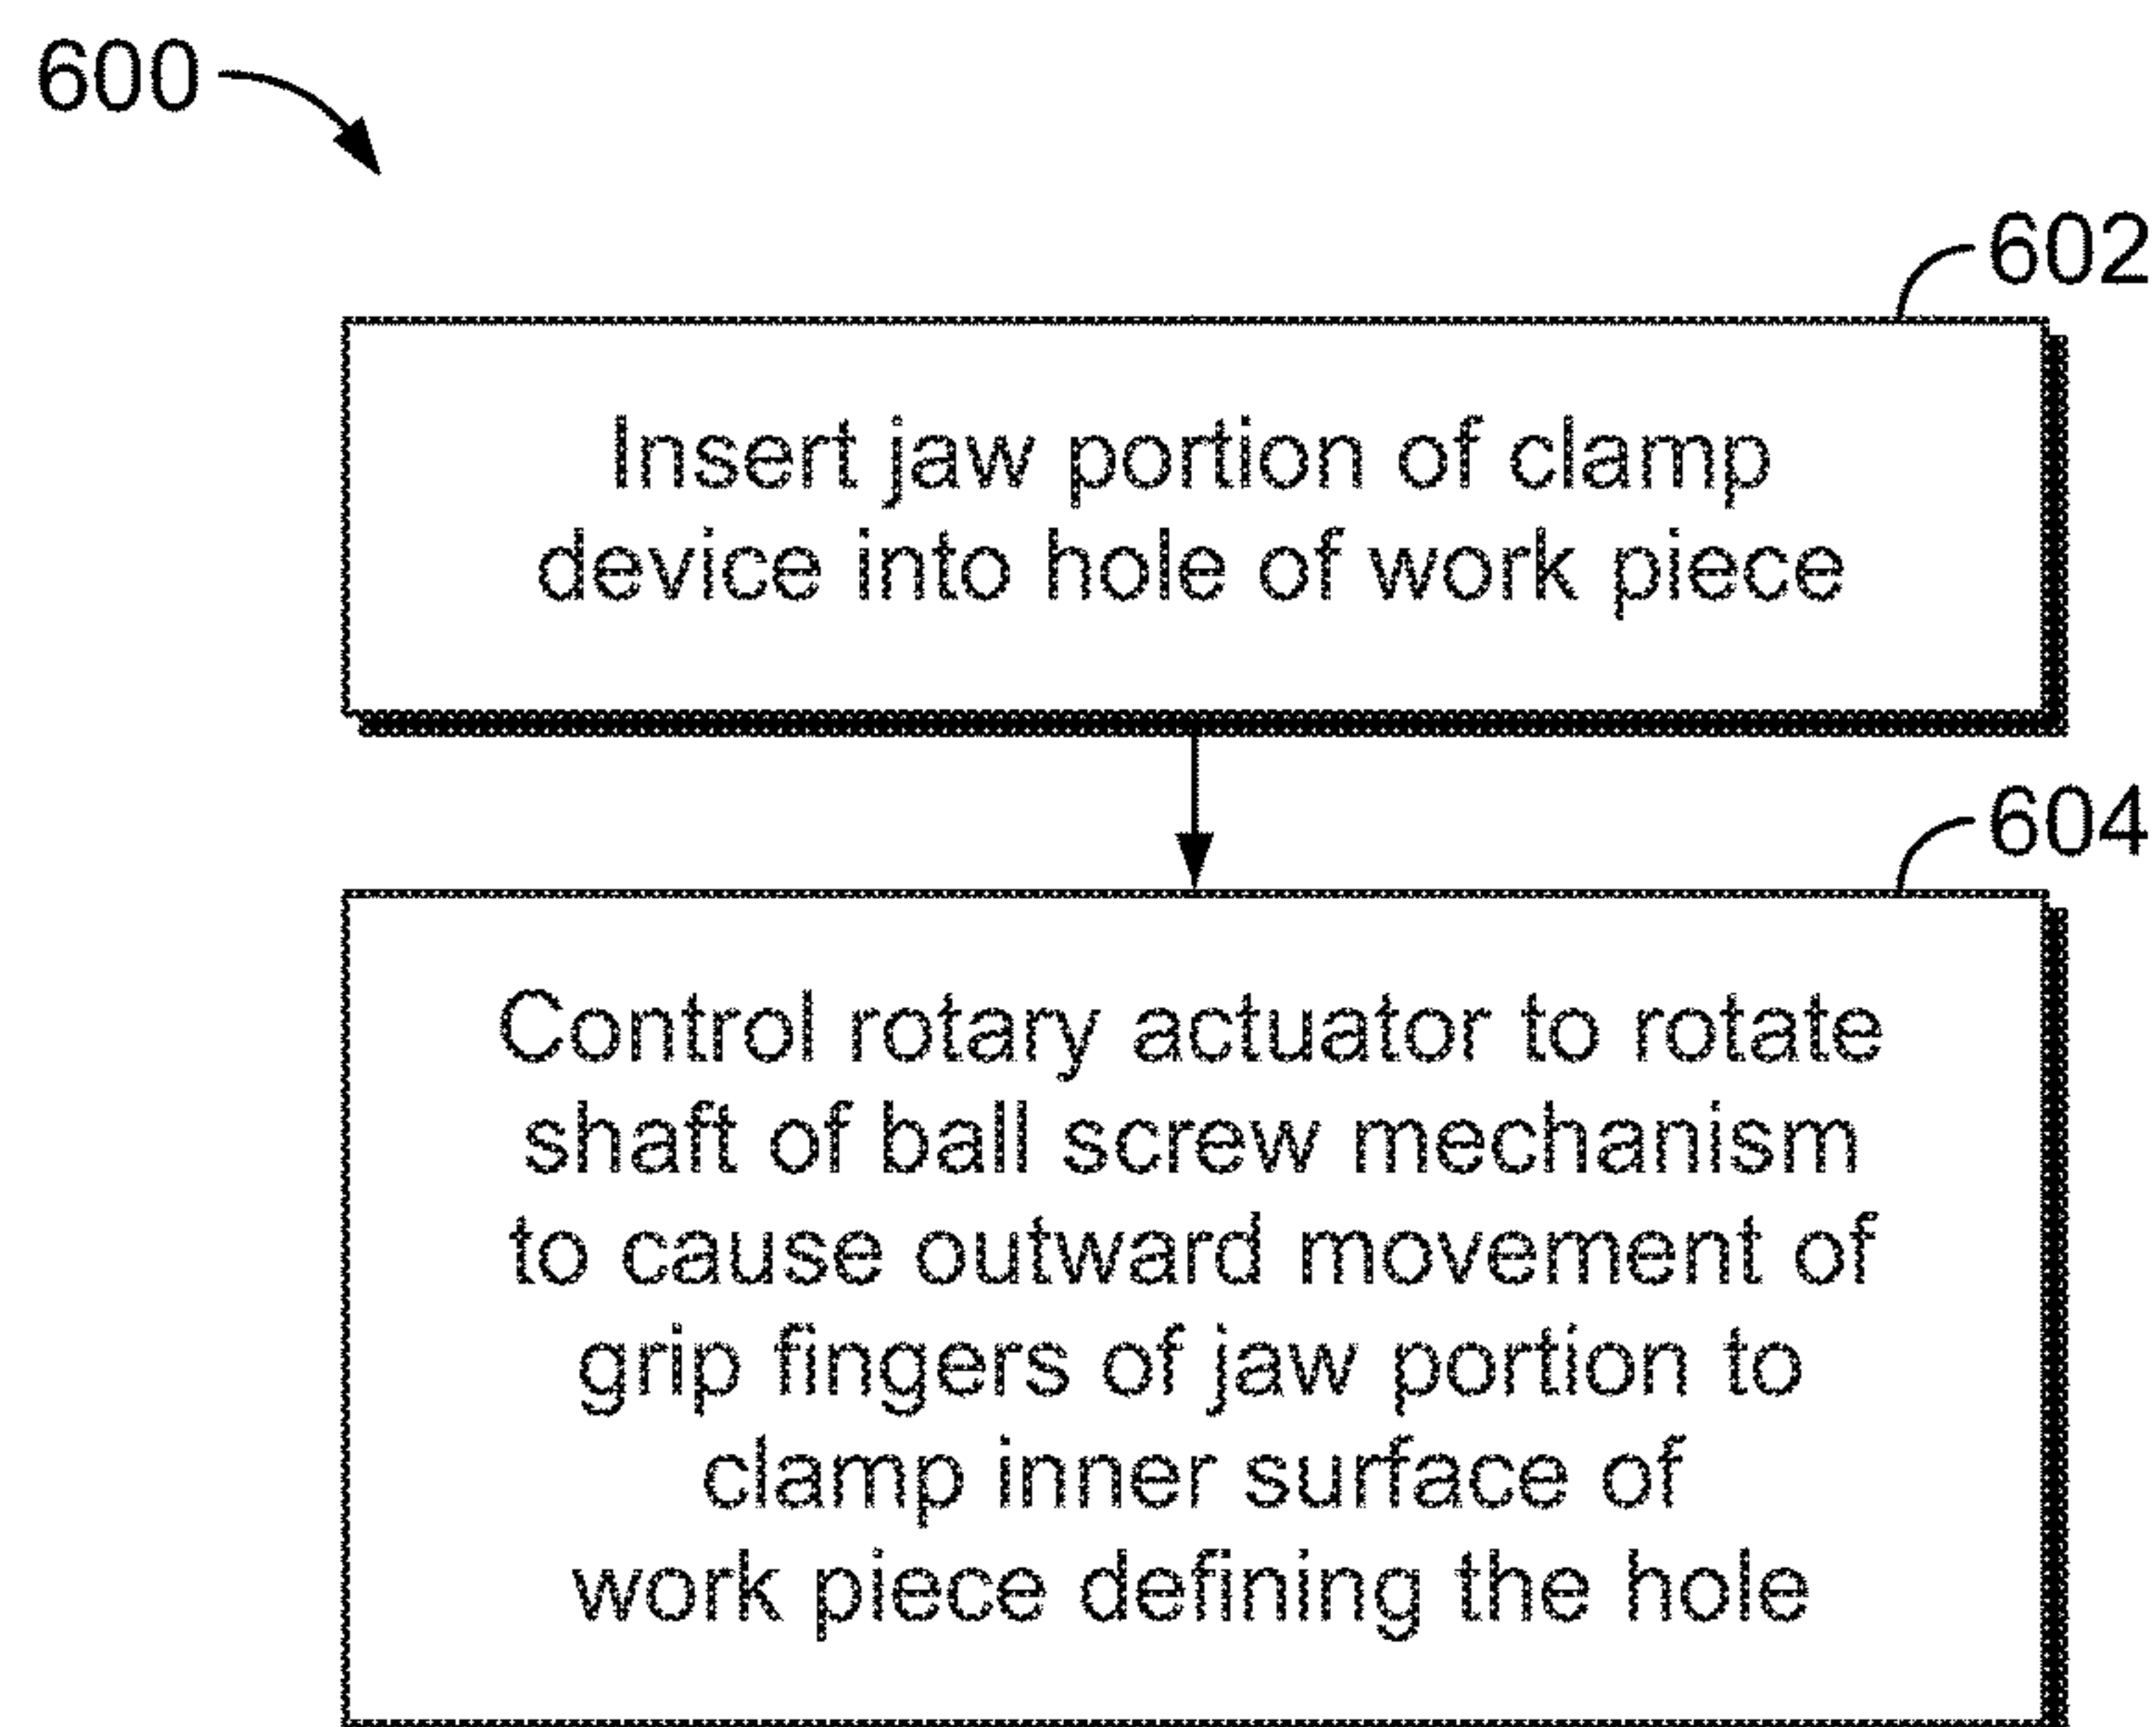 600
602
Insert jaw portion of clamp
device into hole of work piece
604
Control rotary actuator to rotate
shaft of ball screw mechanism
to cause outward movement of
grip fingers of jaw portion to
clamp inner surface of
work piece defining the hole